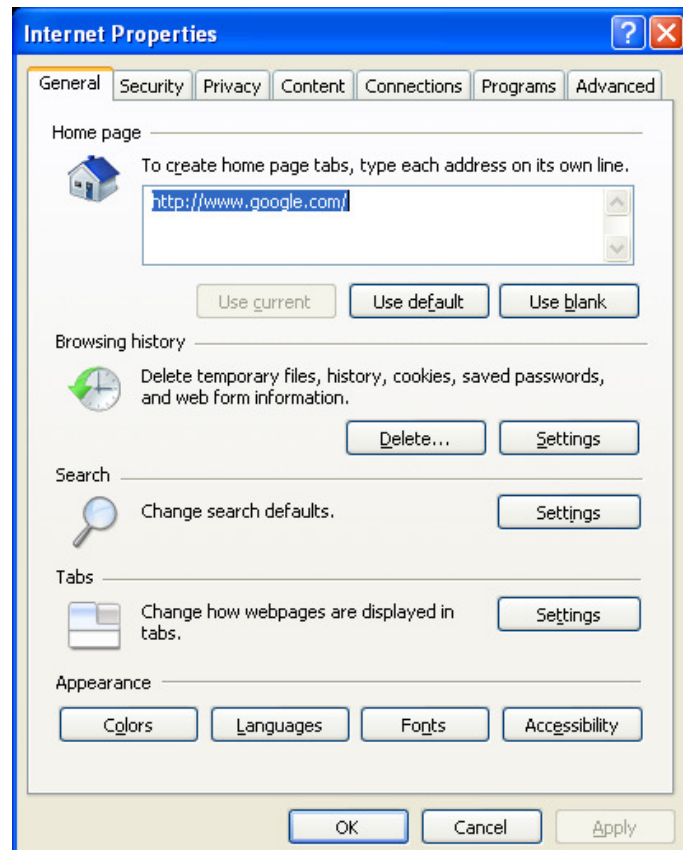 Internet Properties
General Security Privacy Content Connections Programs Advanced
Home page
To create home page tabs, type each address on its own line.
http://www.google.com/
Use current Use default Use blank
Browsing history
Delete temporary files, history, cookies, saved passwords,
and web form information.
Delete... Settings
Search
Change search defaults.
Settings
Tabs
Change how webpages are displayed in
tabs.
Settings
Appearance
Colors Languages Fonts Accessibility
OK Cancel Apply